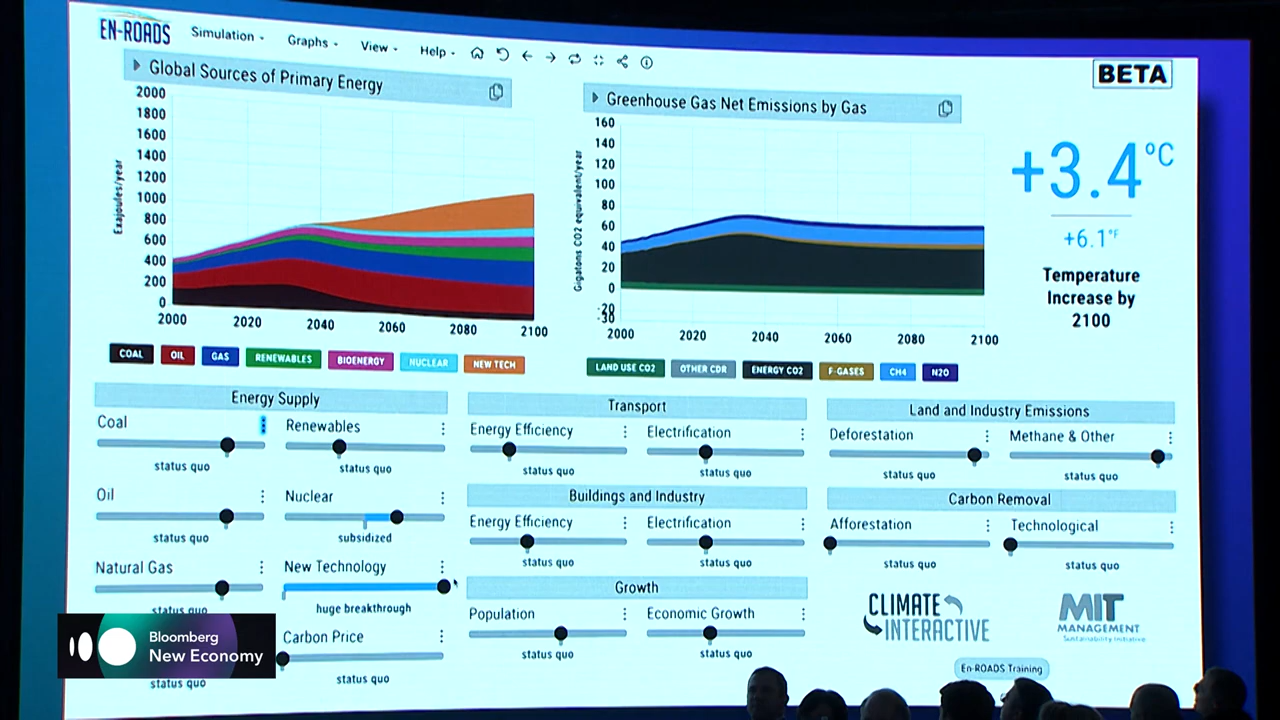 EN-ROADS
Simulation
Graphs
View
Help
BETA
Global Sources of Primary Energy
2000
1800
1600
1400
1200
1000
800
600
400
200
0
Exajoules/year
2000 2020 2040 2060 2080 2100
COAL OIL GAS RENEWABLES BIOENERGY NUCLEAR NEW TECH
Greenhouse Gas Net Emissions by Gas
160
140
120
100
80
60
40
20
0
-20
-30
Gigatons CO2 equivalent/year
2000 2020 2040 2060 2080 2100
LAND USE CO2 OTHER CDR ENERGY CO2 F-GASES CH4 N2O
+3.4°C
+6.1°F
Temperature
Increase by
2100
Energy Supply
Coal
status quo
Renewables
status quo
Oil
status quo
Nuclear
subsidized
Natural Gas
status quo
New Technology
huge breakthrough
Carbon Price
status quo
status quo
Transport
Energy Efficiency
status quo
Electrification
status quo
Buildings and Industry
Energy Efficiency
status quo
Electrification
status quo
Growth
Population
status quo
Economic Growth
status quo
Land and Industry Emissions
Deforestation
status quo
Methane & Other
status quo
Carbon Removal
Afforestation
status quo
Technological
status quo
CLIMATE
INTERACTIVE
MIT
MANAGEMENT
Sustainability Initiative
En-ROADS Training
Bloomberg
New Economy